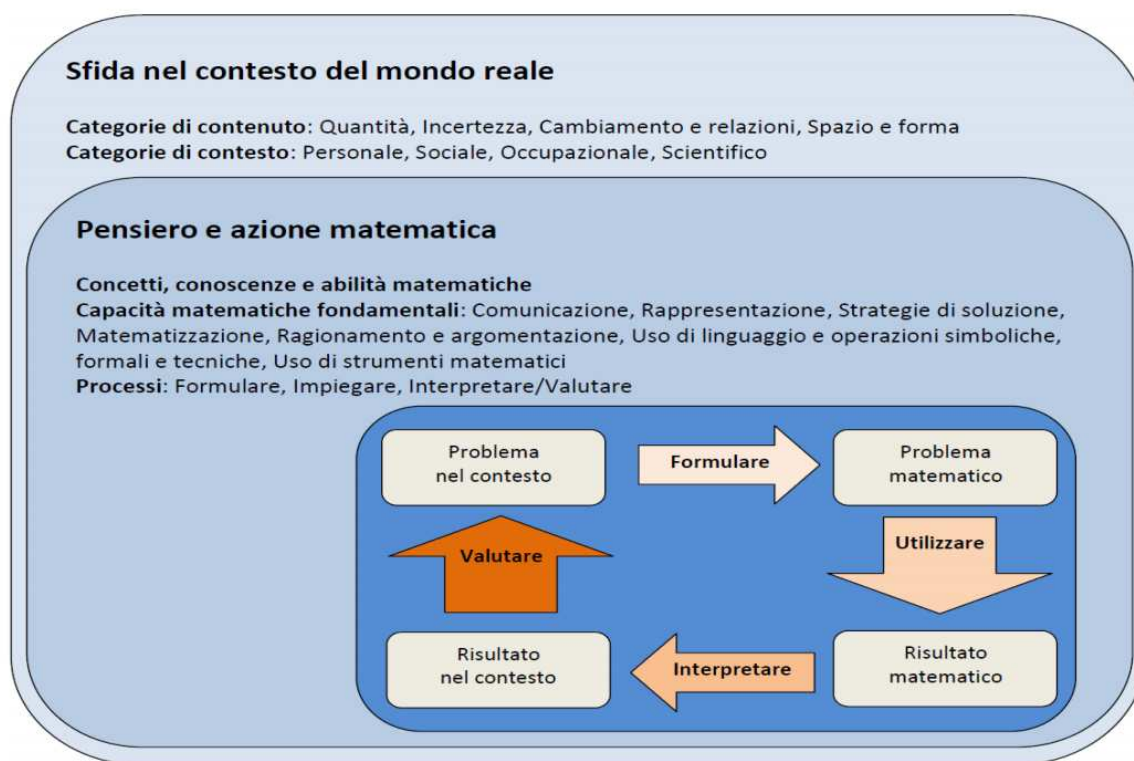 Sfida nel contesto del mondo reale
Categorie di contenuto: Quantità, Incertezza, Cambiamento e relazioni, Spazio e forma
Categorie di contesto: Personale, Sociale, Occupazionale, Scientifico
Pensiero e azione matematica
Concetti, conoscenze e abilità matematiche
Capacità matematiche fondamentali: Comunicazione, Rappresentazione, Strategie di soluzione,
Matematizzazione, Ragionamento e argomentazione, Uso di linguaggio e operazioni simboliche,
formali e tecniche, Uso di strumenti matematici
Processi: Formulare, Impiegare, Interpretare/Valutare
Problema
nel contesto
Formulare
Problema
matematico
Valutare
Utilizzare
Risultato
nel contesto
Interpretare
Risultato
matematico